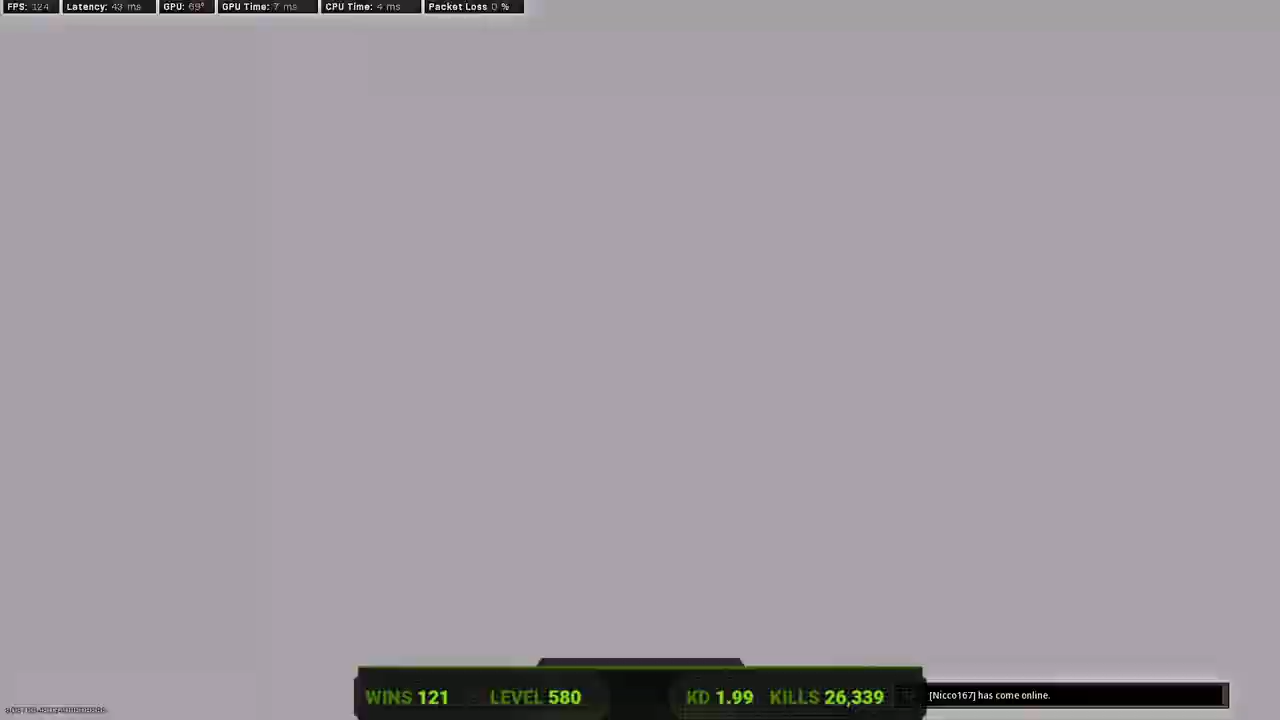 FPS: 124 Latency: 43 ms GPU: 69° GPU Time: 7 ms CPU Time: 4 ms Packet Loss 0 %
WINS 121 LEVEL 580 KD 1.99 KILLS 26,339
[Nicco167] has come online.